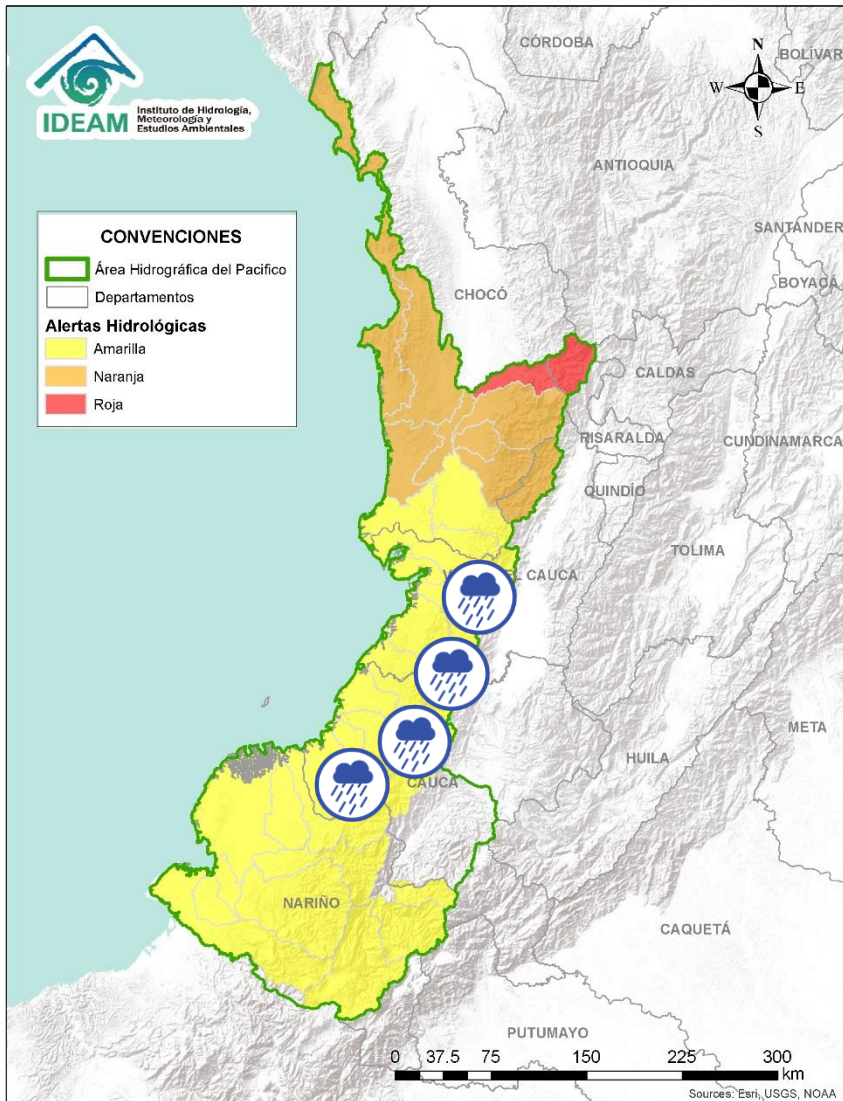 IDEAM
Instituto de Hidrología,
Meteorología y
Estudios Ambientales
CONVENCIONES
Área Hidrográfica del Pacifico
Departamentos
Alertas Hidrológicas
Amarilla
Naranja
Roja
N
W
E
S
CÓRDOBA
BOLÍVAR
ANTIOQUIA
SANTANDER
BOYACÁ
CHOCÓ
CALDAS
RISARALDA
CUNDINAMARCA
QUINDÍO
TOLIMA
EL CAUCA
META
HUILA
CAUCA
NARIÑO
CAQUETÁ
PUTUMAYO
0 37.5 75 150 225 300
km
Sources: Esri, USGS, NOAA